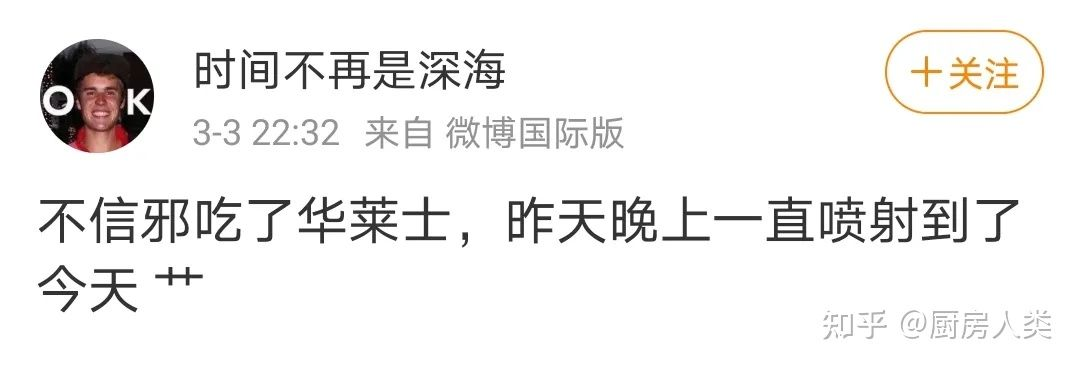 时间不再是深海
+关注
3-3 22:32 来自 微博国际版
不信邪吃了华莱士，昨天晚上一直喷射到了
今天 艹
知乎 @厨房人类